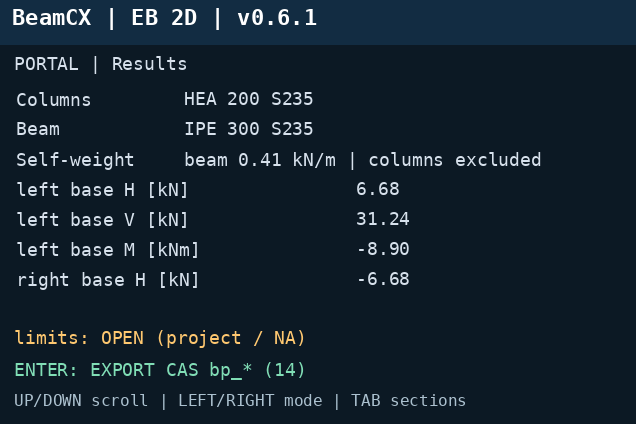 BeamCX | EB 2D | v0.6.1
PORTAL | Results
Columns HEA 200 S235
Beam IPE 300 S235
Self-weight beam 0.41 kN/m | columns excluded
left base H [kN] 6.68
left base V [kN] 31.24
left base M [kNm] -8.90
right base H [kN] -6.68
limits: OPEN (project / NA)
ENTER: EXPORT CAS bp_* (14)
UP/DOWN scroll | LEFT/RIGHT mode | TAB sections